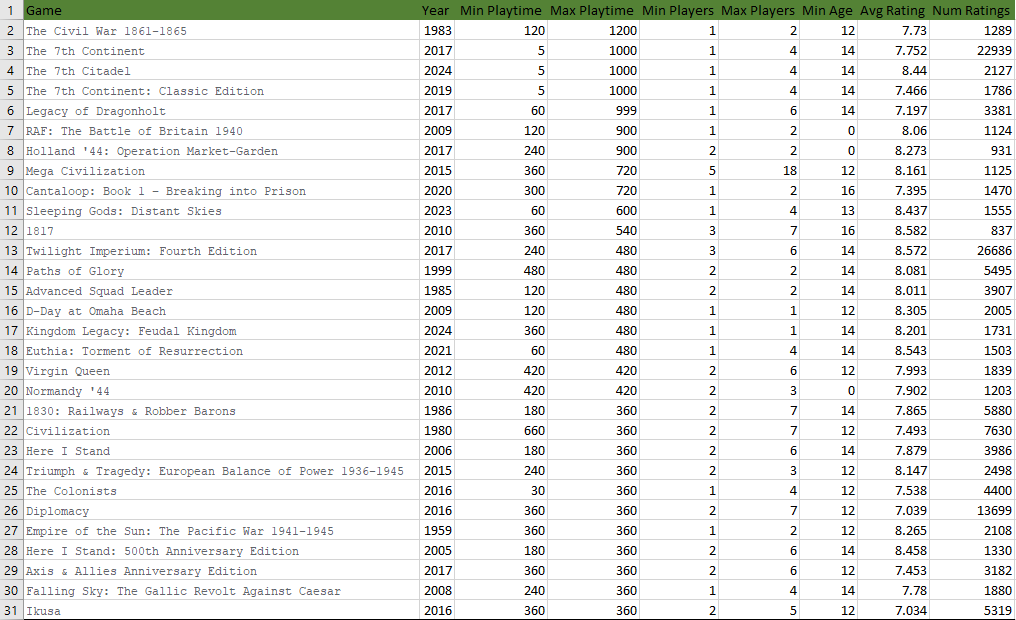 1 Game Year Min Playtime Max Playtime Min Players Max Players Min Age Avg Rating Num Ratings
2 The Civil War 1861-1865 1983 120 1200 1 2 12 7.73 1289
3 The 7th Continent 2017 5 1000 1 4 14 7.752 22939
4 The 7th Citadel 2024 5 1000 1 4 14 8.44 2127
5 The 7th Continent: Classic Edition 2019 5 1000 1 4 14 7.466 1786
6 Legacy of Dragonholt 2017 60 999 1 6 14 7.197 3381
7 RAF: The Battle of Britain 1940 2009 120 900 1 2 0 8.06 1124
8 Holland '44: Operation Market-Garden 2017 240 900 2 2 0 8.273 931
9 Mega Civilization 2015 360 720 5 18 12 8.161 1125
10 Cantaloop: Book 1 - Breaking into Prison 2020 300 720 1 2 16 7.395 1470
11 Sleeping Gods: Distant Skies 2023 60 600 1 4 13 8.437 1555
12 1817 2010 360 540 3 7 16 8.582 837
13 Twilight Imperium: Fourth Edition 2017 240 480 3 6 14 8.572 26686
14 Paths of Glory 1999 480 480 2 2 14 8.081 5495
15 Advanced Squad Leader 1985 120 480 2 2 14 8.011 3907
16 D-Day at Omaha Beach 2009 120 480 1 1 12 8.305 2005
17 Kingdom Legacy: Feudal Kingdom 2024 360 480 1 1 14 8.201 1731
18 Euthia: Torment of Resurrection 2021 60 480 1 4 14 8.543 1503
19 Virgin Queen 2012 420 420 2 6 12 7.993 1839
20 Normandy '44 2010 420 420 2 3 0 7.902 1203
21 1830: Railways & Robber Barons 1986 180 360 2 7 14 7.865 5880
22 Civilization 1980 660 360 2 7 12 7.493 7630
23 Here I Stand 2006 180 360 2 6 14 7.879 3986
24 Triumph & Tragedy: European Balance of Power 1936-1945 2015 240 360 2 3 12 8.147 2498
25 The Colonists 2016 30 360 1 4 12 7.538 4400
26 Diplomacy 2016 360 360 2 7 12 7.039 13699
27 Empire of the Sun: The Pacific War 1941-1945 1959 360 360 1 2 12 8.265 2108
28 Here I Stand: 500th Anniversary Edition 2005 180 360 2 6 14 8.458 1330
29 Axis & Allies Anniversary Edition 2017 360 360 2 6 12 7.453 3182
30 Falling Sky: The Gallic Revolt Against Caesar 2008 240 360 1 4 14 7.78 1880
31 Ikusa 2016 360 360 2 5 12 7.034 5319